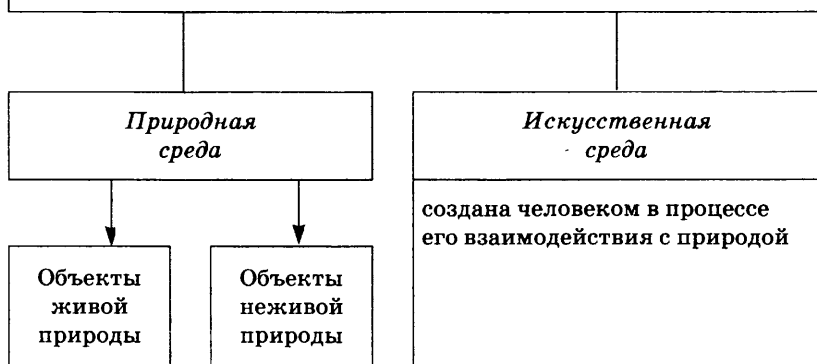 Природная
среда
Искусственная
среда
создана человеком в процессе
его взаимодействия с природой
Объекты
живой
природы
Объекты
неживой
природы